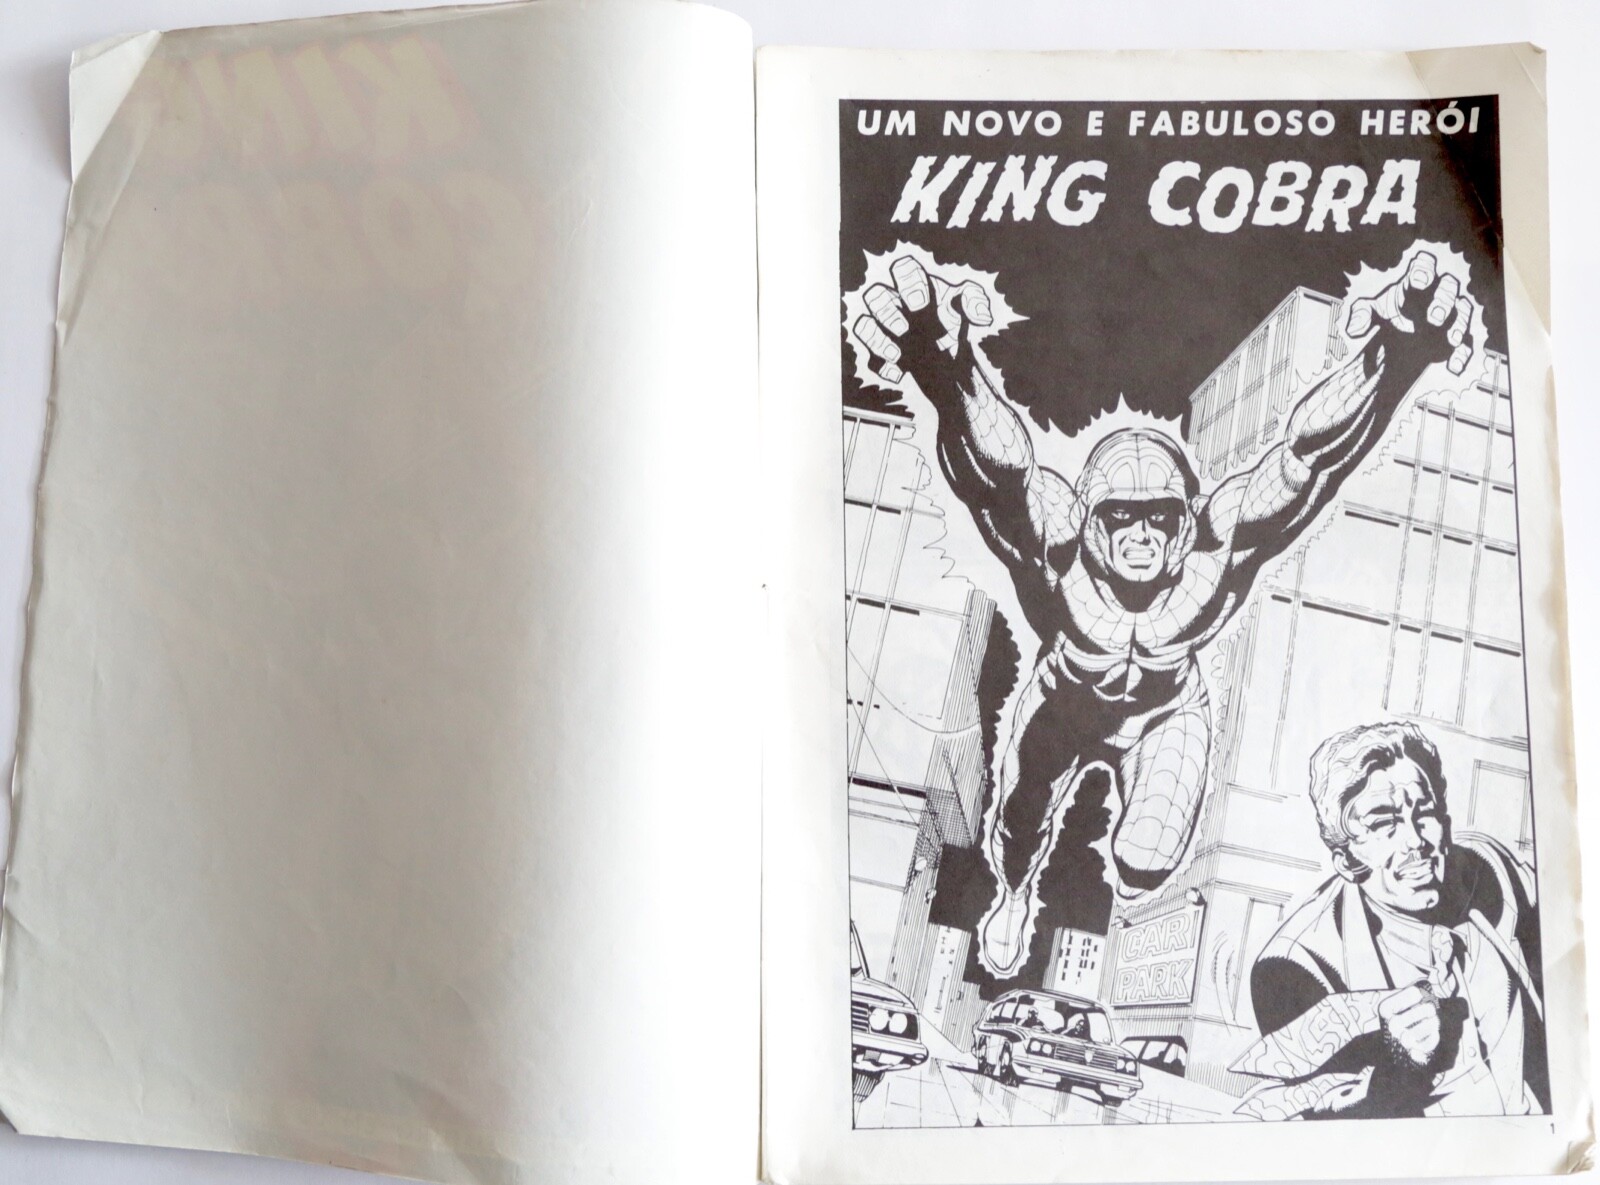 UM NOVO E FABULOSO HERÓI
KING COBRA
CAR
PARK
1